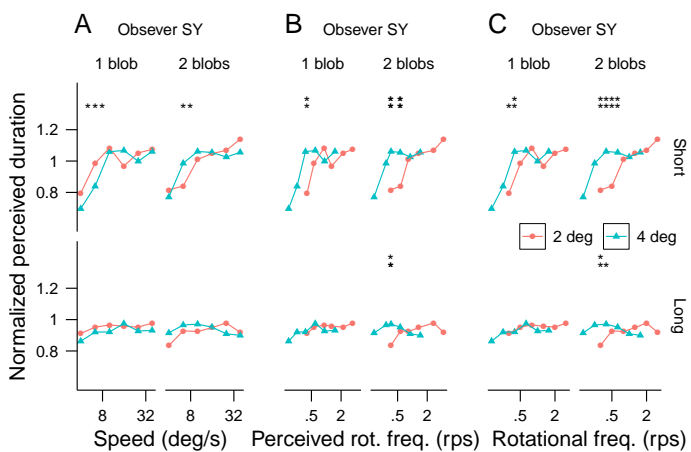 A B C
Obsever SY Obsever SY Obsever SY
1 blob 2 blobs 1 blob 2 blobs 1 blob 2 blobs
*** ** * * ** * ****
* ** ** ****
Normalized perceived duration
1.2
1
0.8
Short
2 deg 4 deg
* *
* **
1.2
1
0.8
Long
8 32 8 32 .5 2 .5 2 .5 2 .5 2
Speed (deg/s) Perceived rot. freq. (rps) Rotational freq. (rps)